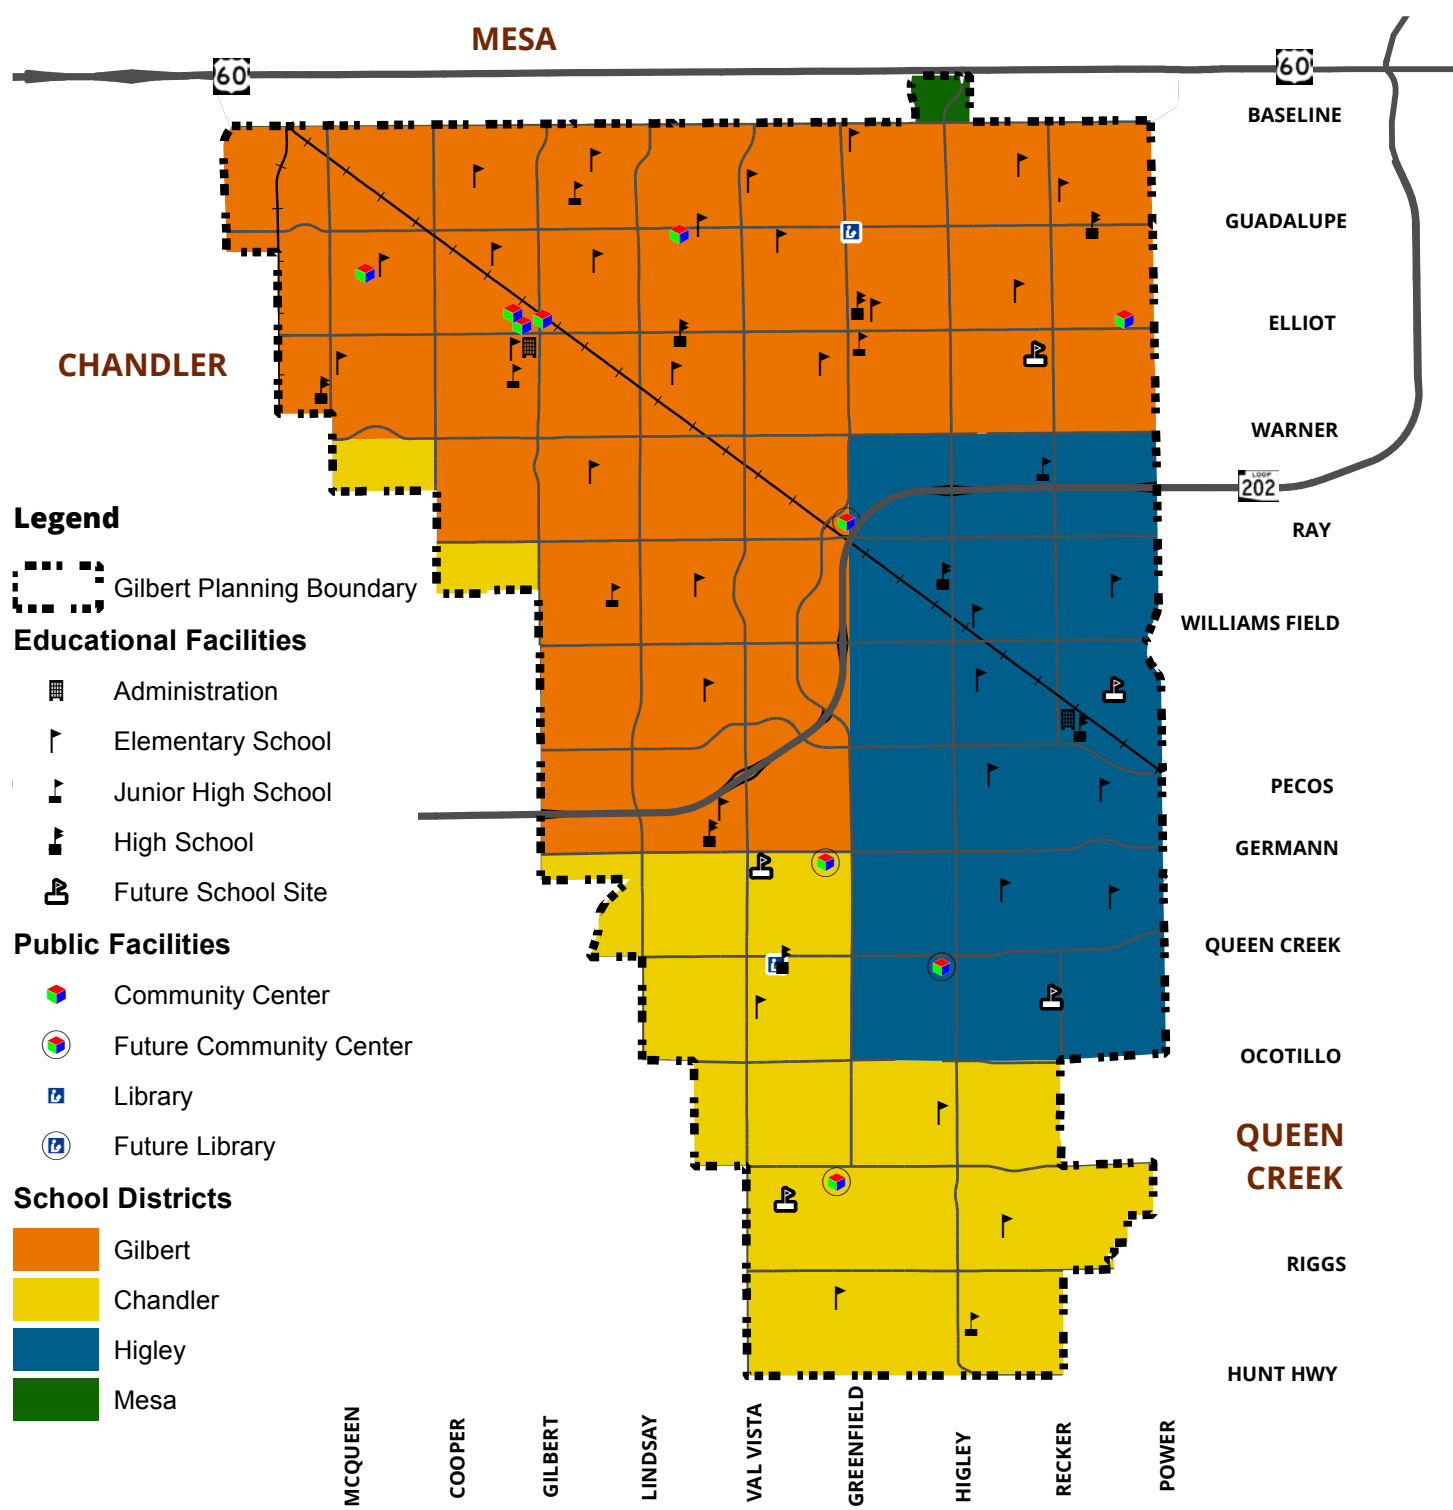 MESA
60
60
BASELINE
GUADALUPE
ELLIOT
CHANDLER
WARNER
LOOP
202
Legend
RAY
Gilbert Planning Boundary
WILLIAMS FIELD
Educational Facilities
Administration
Elementary School
Junior High School
PECOS
High School
GERMANN
Future School Site
Public Facilities
QUEEN CREEK
Community Center
Future Community Center
OCOTILLO
Library
Future Library
QUEEN
CREEK
School Districts
Gilbert
RIGGS
Chandler
Higley
HUNT HWY
Mesa
MCQUEEN
COOPER
GILBERT
LINDSAY
VAL VISTA
GREENFIELD
HIGLEY
RECKER
POWER